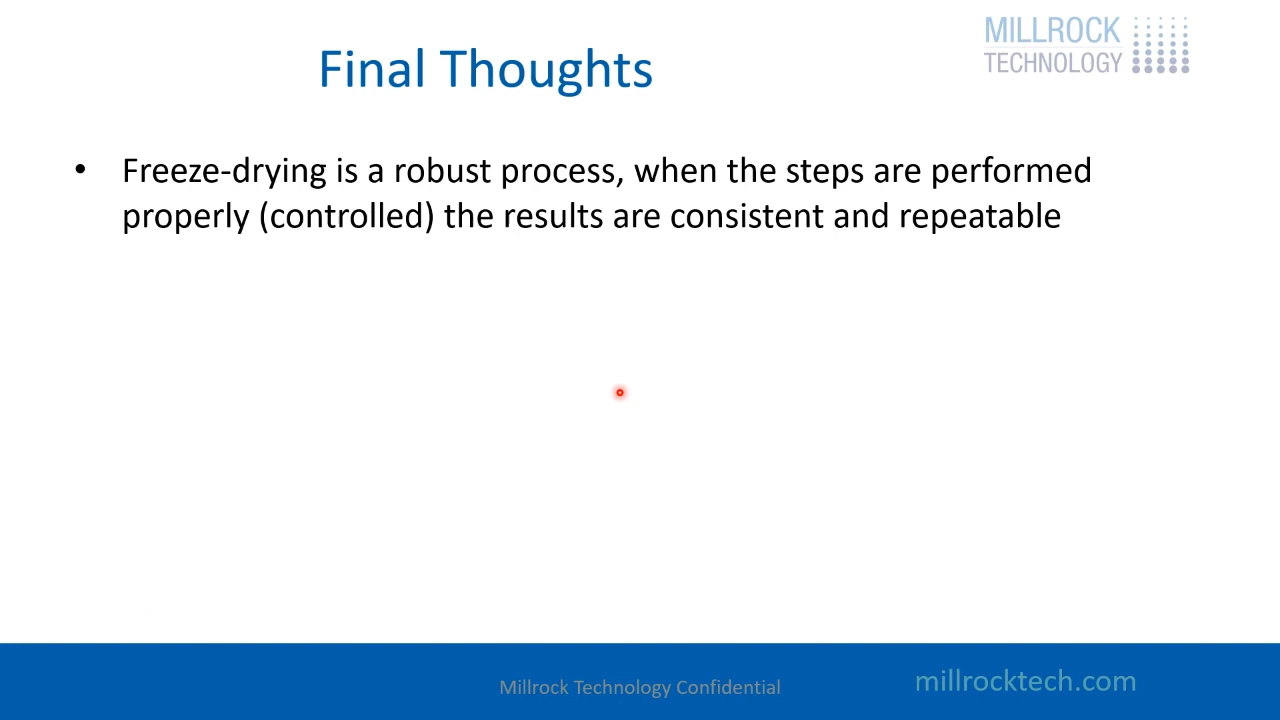 MILLROCK
TECHNOLOGY
Final Thoughts
• Freeze-drying is a robust process, when the steps are performed
properly (controlled) the results are consistent and repeatable
Millrock Technology Confidential
millrocktech.com